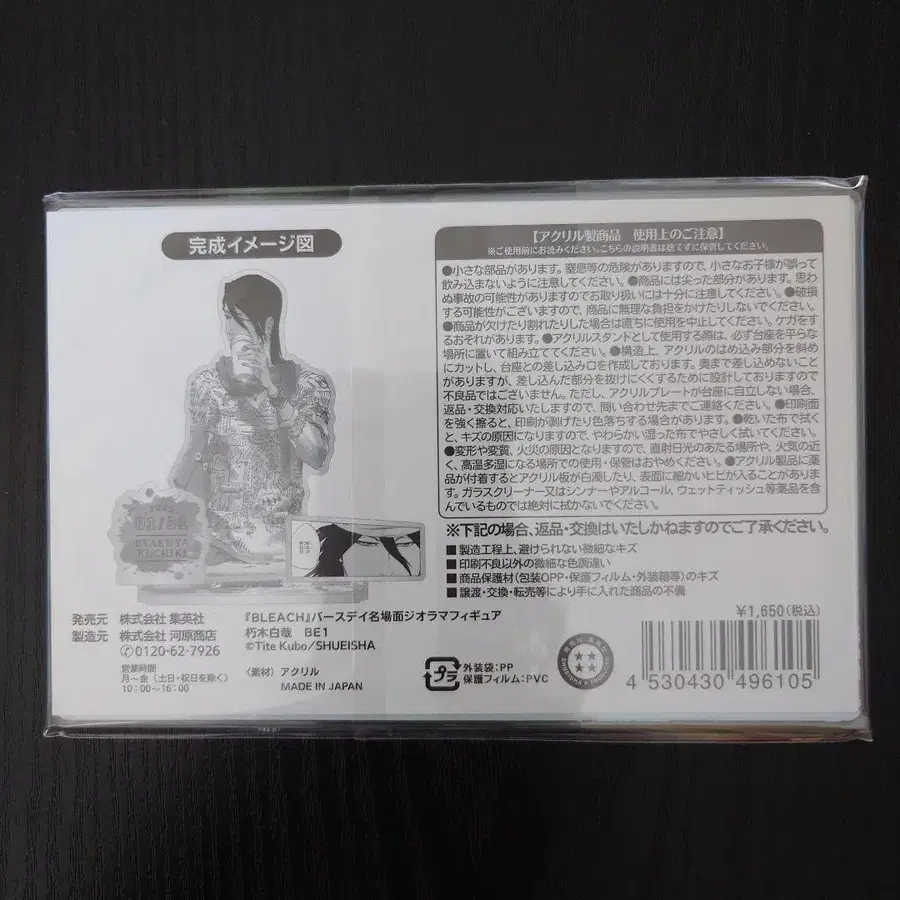 完成イメージ図
01/31
BYAKUYA
KUCHIKI
【アクリル製商品　使用上のご注意】
※ご使用前にお読みください。こちらの説明書は捨てずに保管してください。
●小さな部品があります。窒息等の危険がありますので、小さなお子様が誤って
飲み込まないように注意してください。●商品には尖った部分があります。思わ
ぬ事故の可能性がありますのでお取り扱いには十分に注意してください。●破損
する可能性がございますので、商品に無理な負担をかけたりしないでください。
●商品が欠けたり割れたりした場合は直ちに使用を中止してください。ケガをす
るおそれがあります。●アクリルスタンドとして使用する際は、必ず台座を平らな
場所に置いて組み立ててください。●構造上、アクリルのはめ込み部分を斜め
にカットし、台座との差し込み口を作成しております。奥まで差し込めないこと
がありますが、差し込んだ部分を抜けにくくするために設計しておりますので
不良品ではございません。ただし、アクリルプレートが台座に自立しない場合、
返品・交換対応いたしますので、問い合わせ先までご連絡ください。●印刷面
を強く擦ると、印刷が剥げたり色落ちする場合があります。●乾いた布で拭く
と、キズの原因になりますので、やわらかい湿った布でやさしく拭いてください。
●変形や変質、火災の原因となりますので、直射日光のあたる場所や、火気の近
く、高温多湿になる場所での使用・保管はおやめください。●アクリル製品に薬
品が付着するとアクリル板が白濁したり、表面に細かいヒビが入ることがありま
す。ガラスクリーナー又はシンナーやアルコール、ウェットティッシュ等薬品を含
んでいるものでは絶対に拭かないでください。
※下記の場合、返品・交換はいたしかねますのでご了承ください。
■製造工程上、避けられない微細なキズ
■印刷不良以外の微細な色調違い
■商品保護材(包装OPP・保護フィルム・外装箱等)のキズ
■譲渡・交換・転売等により手に入れた商品の不備
発売元　株式会社 集英社
製造元　株式会社 河原商店
0120-62-7926
営業時間
月～金（土日・祝日を除く）
10：00～16：00
『BLEACH』バースデイ名場面ジオラマフィギュア
朽木白哉　BE1
©Tite Kubo/SHUEISHA
（素材）アクリル
MADE IN JAPAN
プラ
外装袋：PP
保護フィルム：PVC
¥1,650(税込)
4 530430 496105